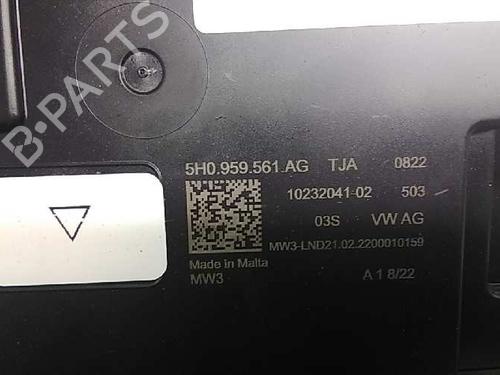 B-PARTS
5H0.959.561.AG TJA 0822
10232041-02 503
03S VW AG
MW3-LND21.02.2200010159
Made in Malta
MW3 A 1 8/22